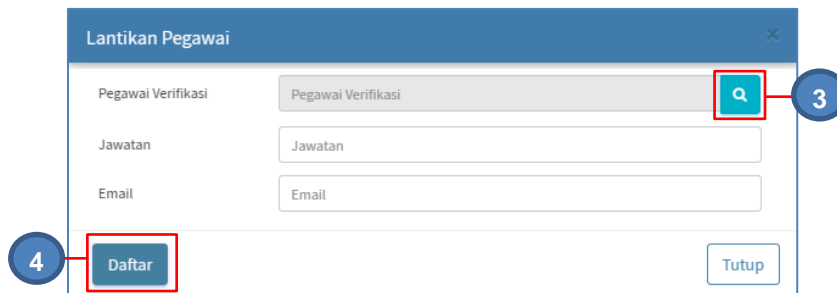 Lantikan Pegawai ×
Pegawai Verifikasi Pegawai Verifikasi 3
Jawatan Jawatan
Email Email
4 Daftar Tutup